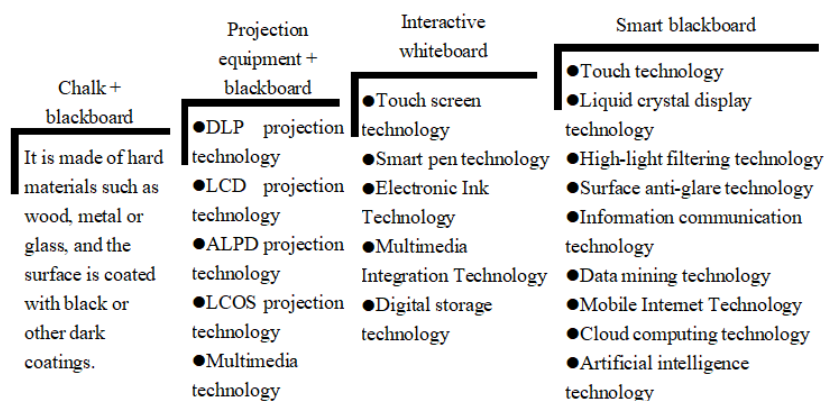 Chalk +
blackboard
It is made of hard
materials such as
wood, metal or
glass, and the
surface is coated
with black or
other dark
coatings.
Projection
equipment +
blackboard
●DLP projection
technology
●LCD projection
technology
●ALPD projection
technology
●LCOS projection
technology
●Multimedia
technology
Interactive
whiteboard
●Touch screen
technology
●Smart pen technology
●Electronic Ink
Technology
●Multimedia
Integration Technology
●Digital storage
technology
Smart blackboard
●Touch technology
●Liquid crystal display
technology
●High-light filtering technology
●Surface anti-glare technology
●Information communication
technology
●Data mining technology
●Mobile Internet Technology
●Cloud computing technology
●Artificial intelligence
technology